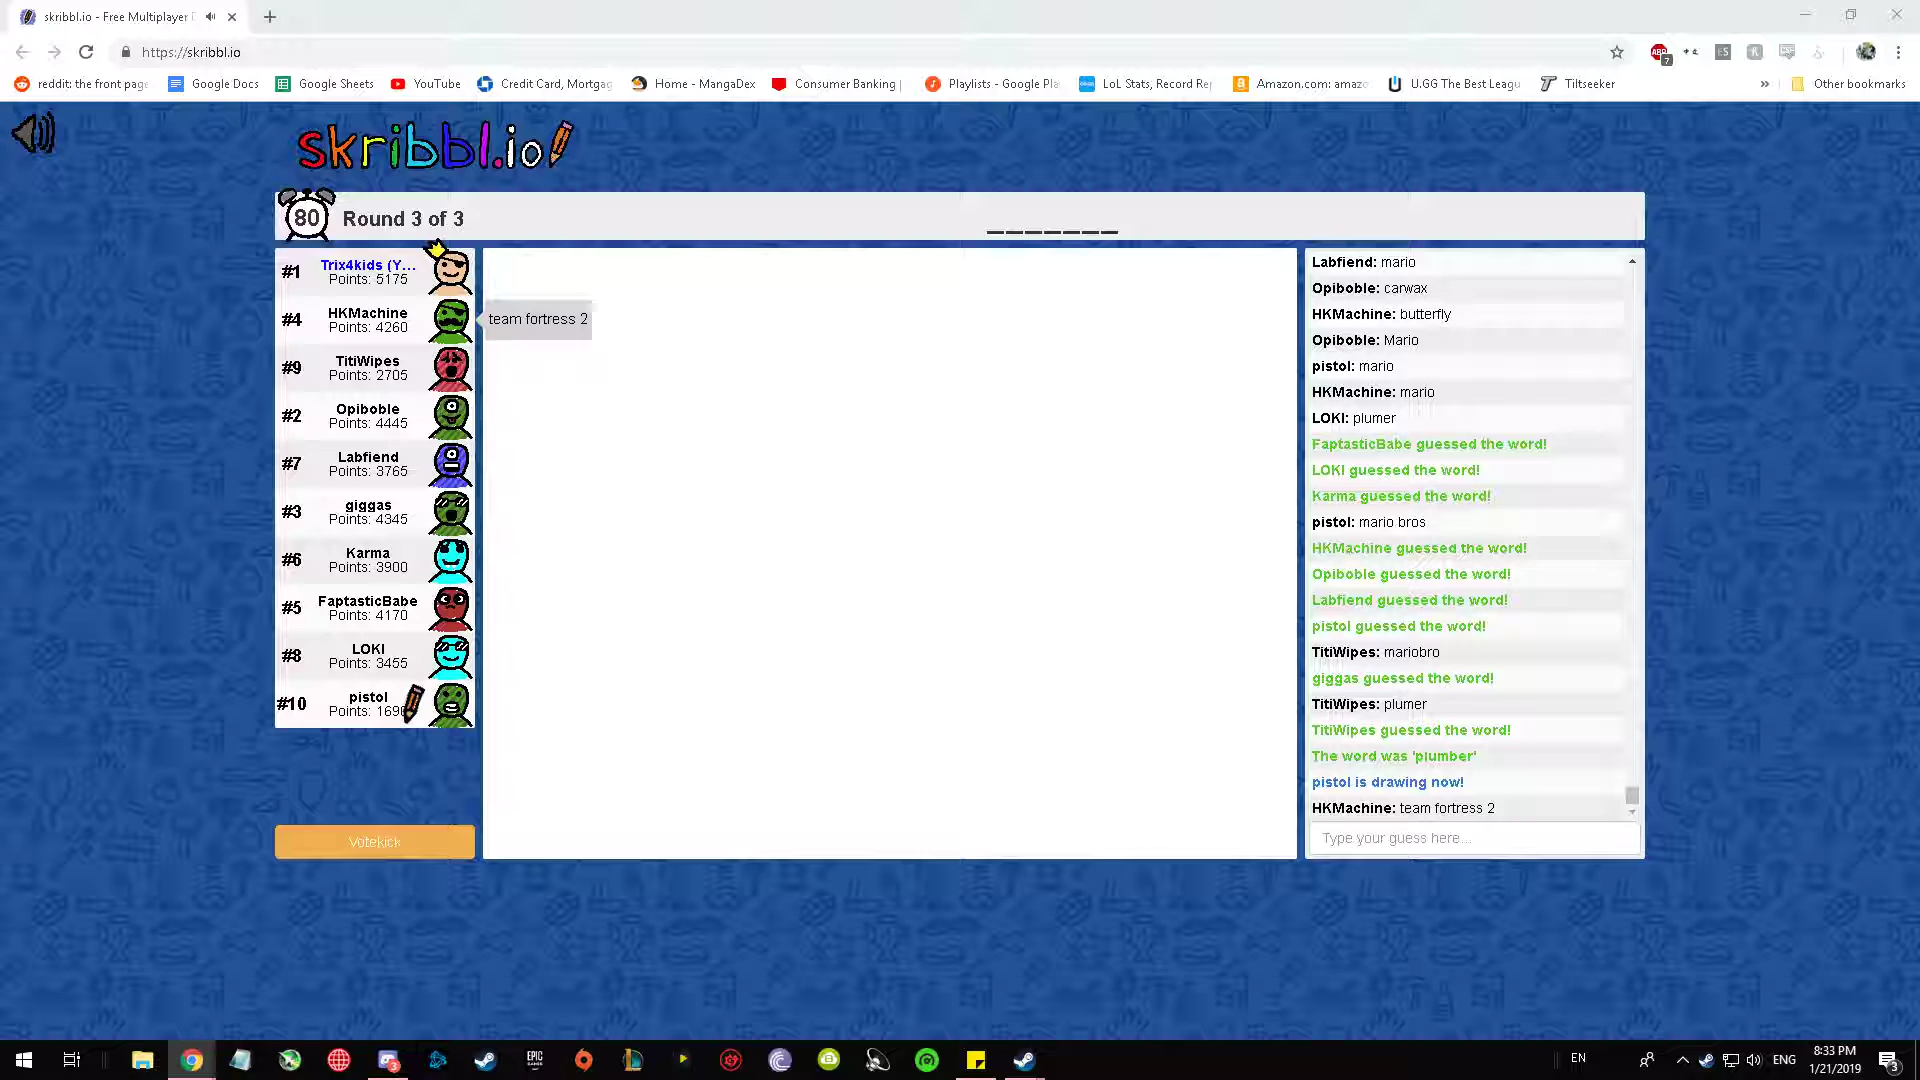 skribbl.io - Free Multiplayer D
https://skribbl.io
7
reddit: the front page
Google Docs
Google Sheets
YouTube
Credit Card, Mortgag
Home - MangaDex
Consumer Banking |
Playlists - Google Pla
LoL Stats, Record Re
Amazon.com: amazo
U.GG The Best Leagu
Tiltseeker
Other bookmarks
skribbl.io
80
Round 3 of 3
_______
#1
Trix4kids (Y...
Points: 5175
#4
HKMachine
Points: 4260
team fortress 2
#9
TitiWipes
Points: 2705
#2
Opiboble
Points: 4445
#7
Labfiend
Points: 3765
#3
giggas
Points: 4345
#6
Karma
Points: 3900
#5
FaptasticBabe
Points: 4170
#8
LOKI
Points: 3455
#10
pistol
Points: 1690
Votekick
Labfiend: mario
Opiboble: carwax
HKMachine: butterfly
Opiboble: Mario
pistol: mario
HKMachine: mario
LOKI: plumer
FaptasticBabe guessed the word!
LOKI guessed the word!
Karma guessed the word!
pistol: mario bros
HKMachine guessed the word!
Opiboble guessed the word!
Labfiend guessed the word!
pistol guessed the word!
TitiWipes: mariobro
giggas guessed the word!
TitiWipes: plumer
TitiWipes guessed the word!
The word was 'plumber'
pistol is drawing now!
HKMachine: team fortress 2
Type your guess here...
EPIC
GAMES
EN
ENG
8:33 PM
1/21/2019
3